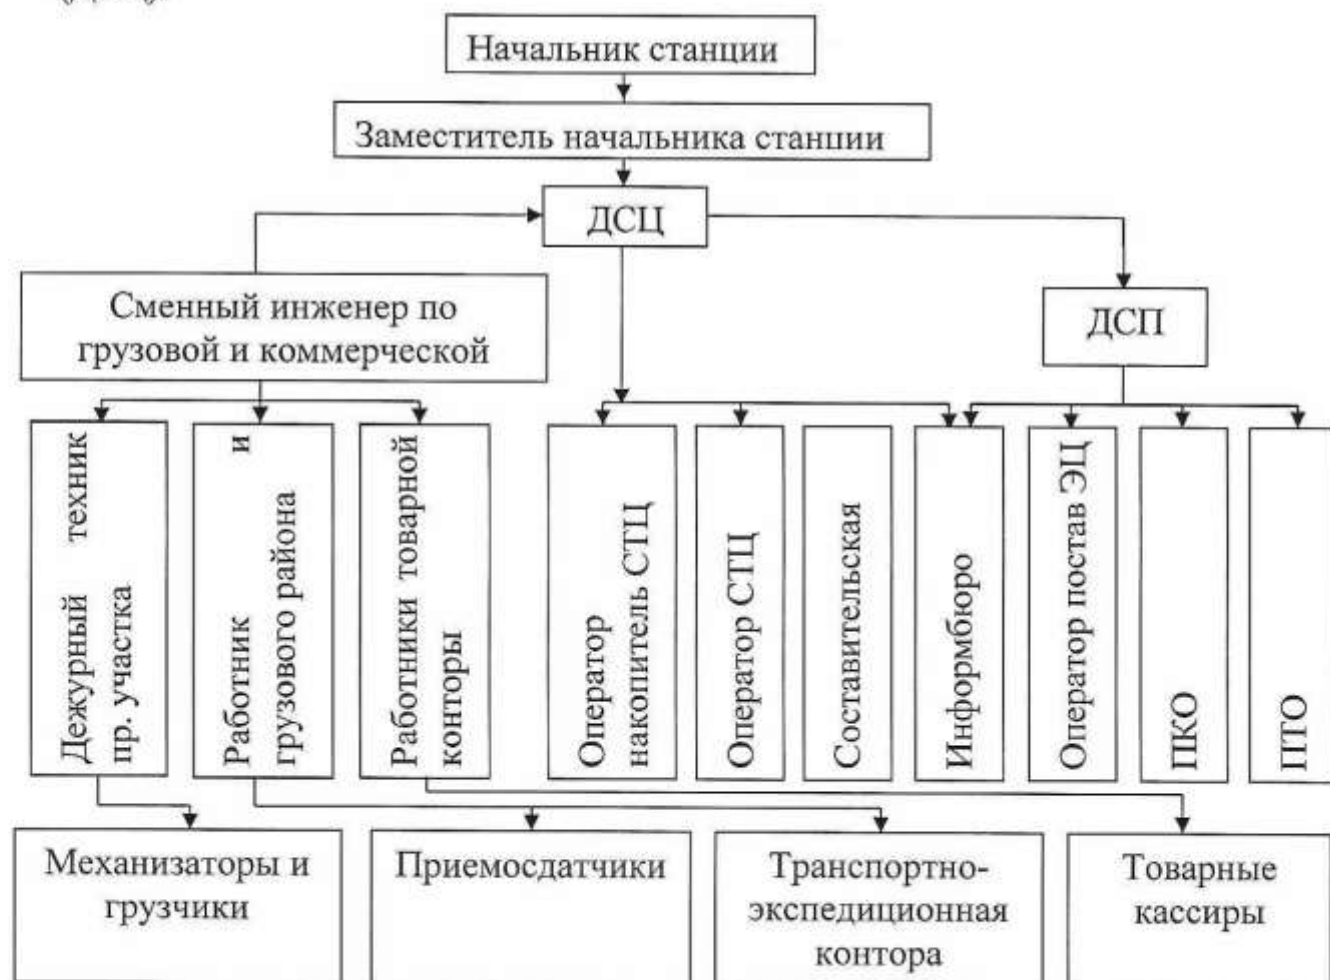 Начальник станции
Заместитель начальника станции
ДСЦ
Сменный инженер по
грузовой и коммерческой
ДСП
Дежурный техник
пр. участка
Работник и
грузового района
Работники товарной
конторы
Оператор
накопитель СТЦ
Оператор СТЦ
Составительская
Информбюро
Оператор постав ЭЦ
ПКО
ПТО
Механизаторы и
грузчики
Приемосдатчики
Транспортно-
экспедиционная
контора
Товарные
кассиры